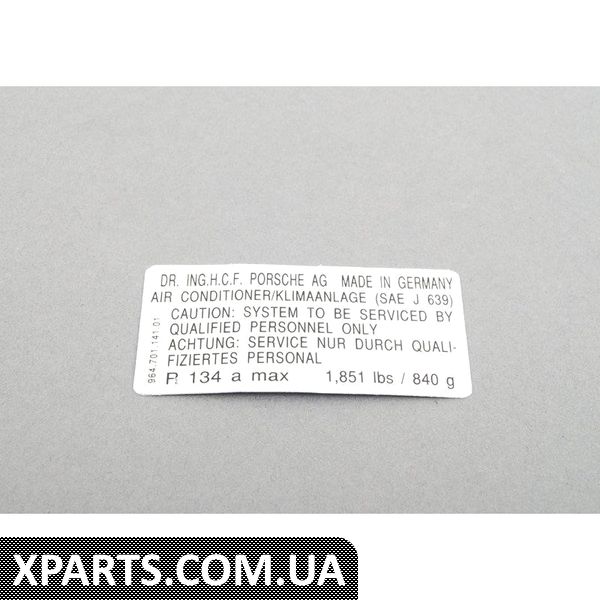 DR. ING.H.C.F. PORSCHE AG MADE IN GERMANY
AIR CONDITIONER/KLIMAANLAGE (SAE J 639)
CAUTION: SYSTEM TO BE SERVICED BY
QUALIFIED PERSONNEL ONLY
ACHTUNG: SERVICE NUR DURCH QUALI-
FIZIERTES PERSONAL
R 134 a max 1,851 lbs / 840 g
964.701.141.01
XPARTS.COM.UA